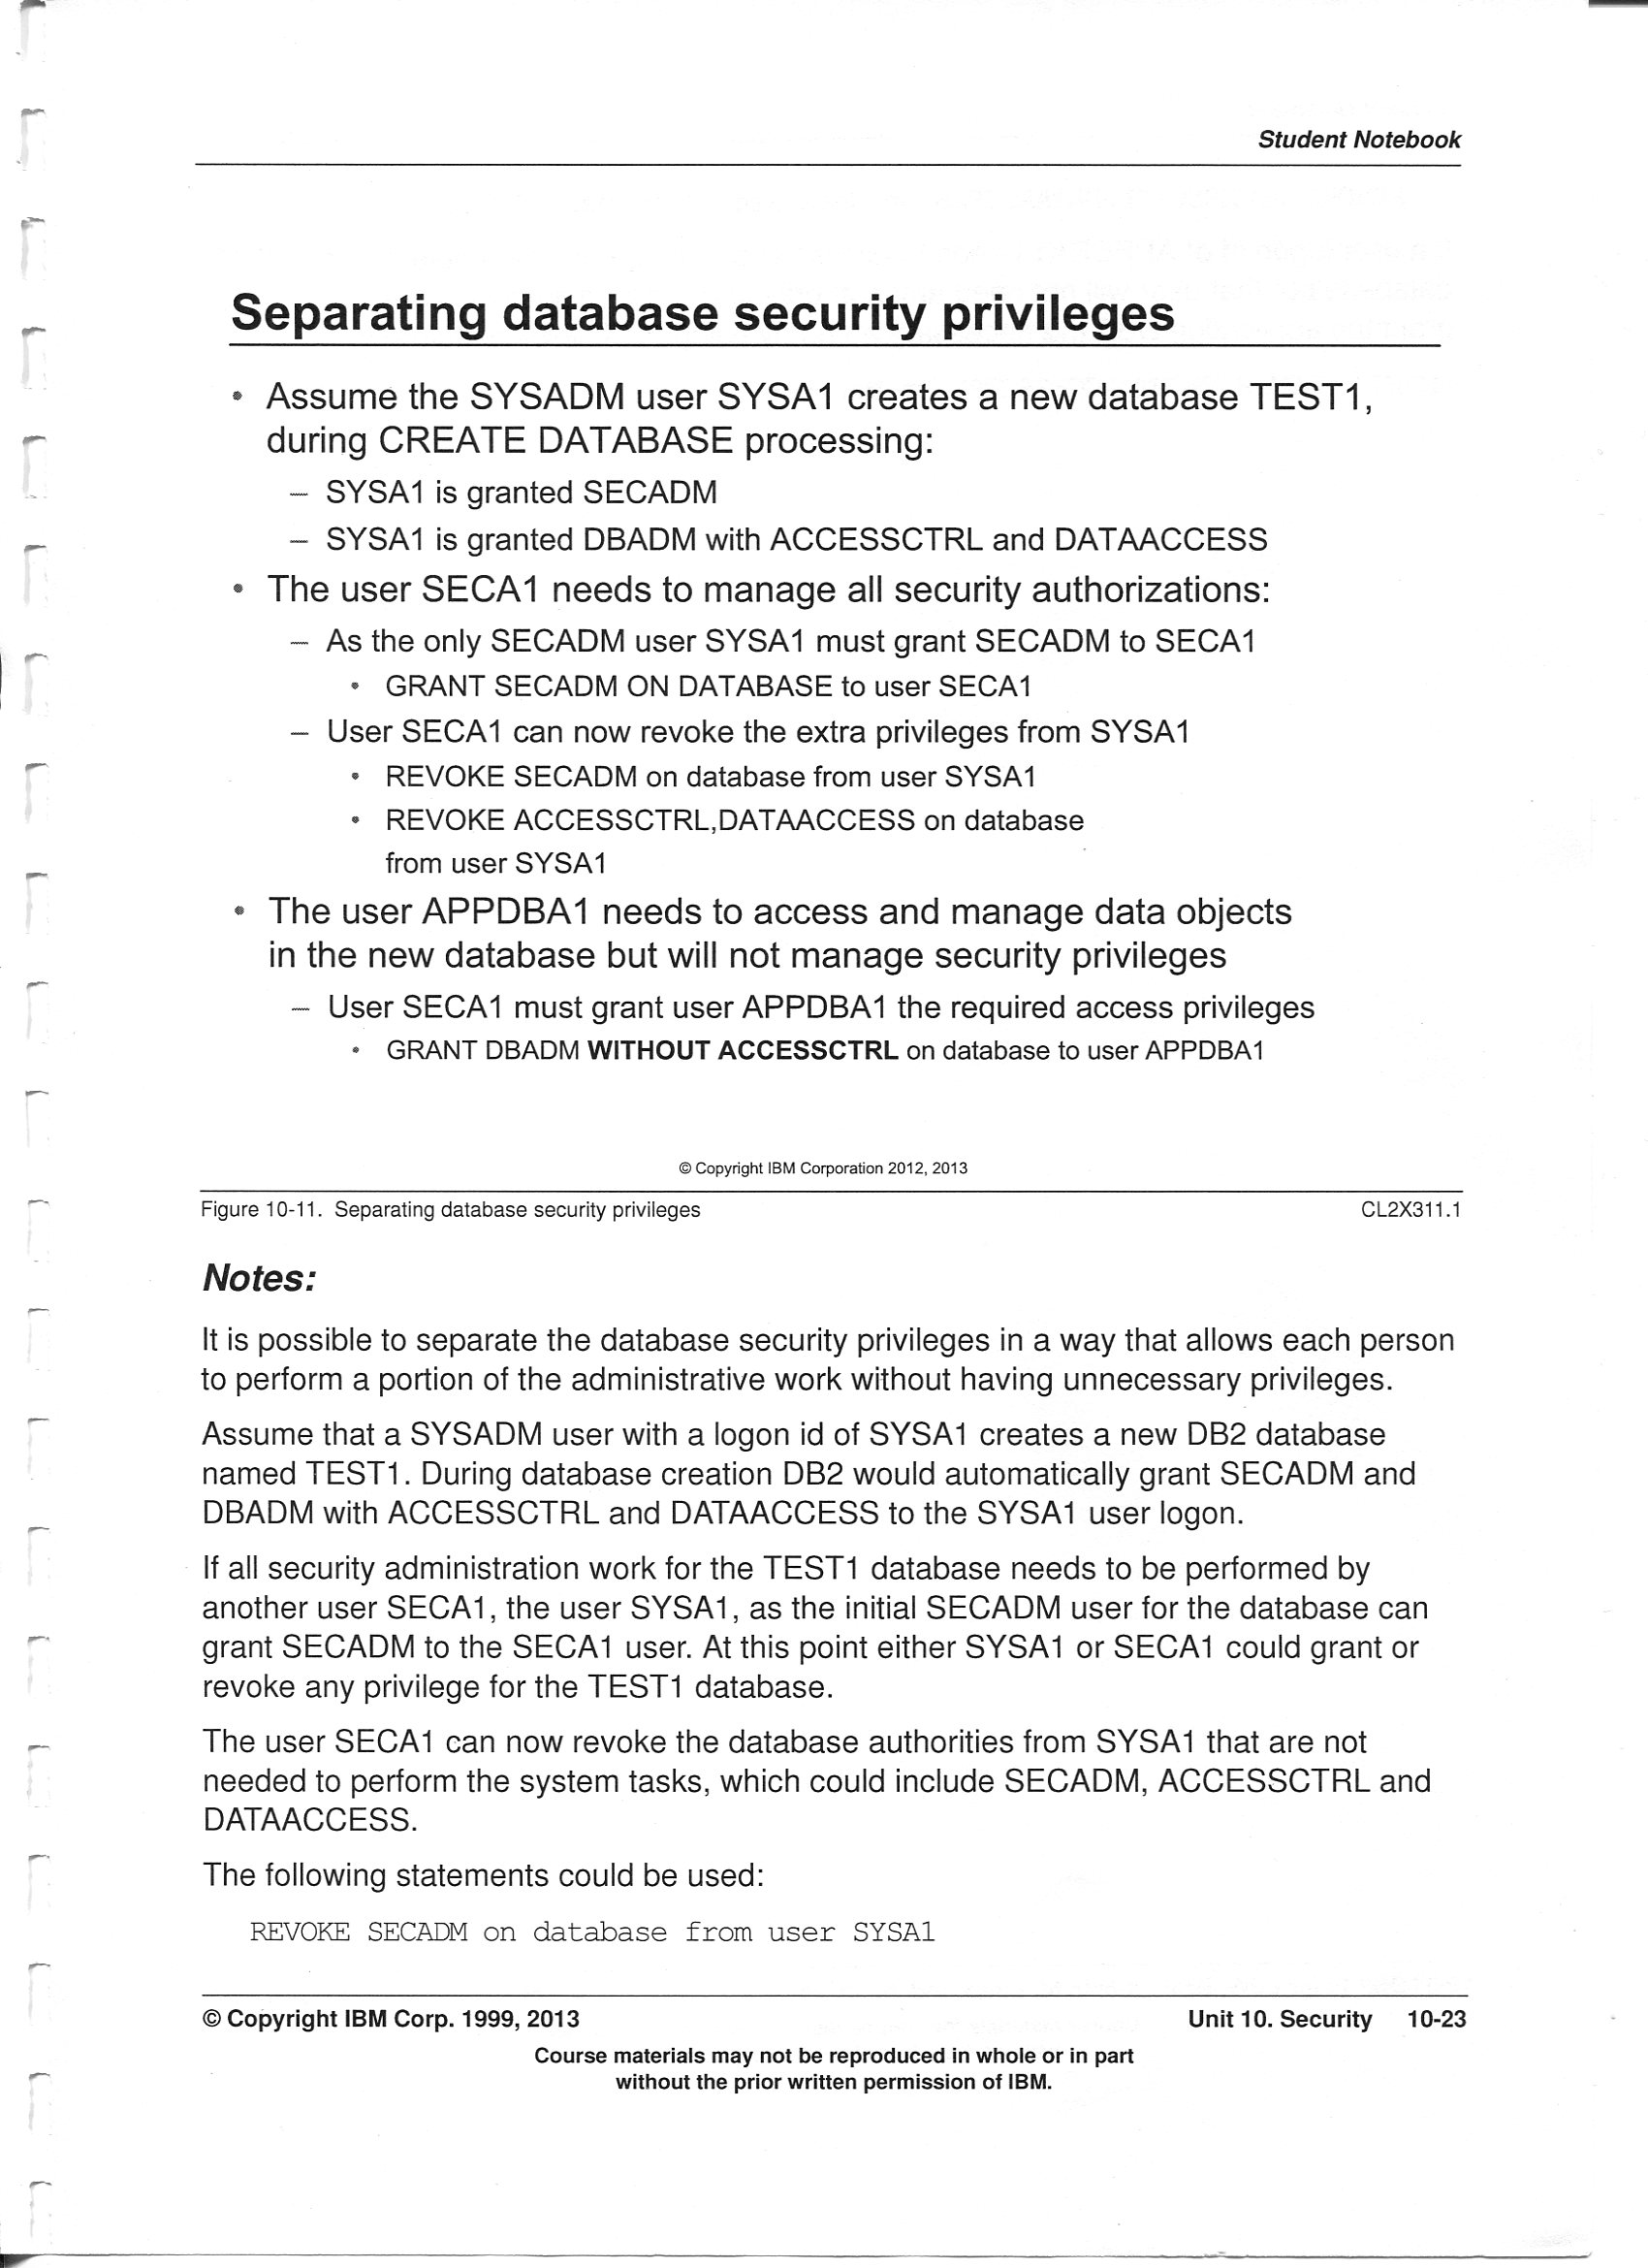 Student Notebook
Separating database security privileges
• Assume the SYSADM user SYSA1 creates a new database TEST1,
during CREATE DATABASE processing:
– SYSA1 is granted SECADM
– SYSA1 is granted DBADM with ACCESSCTRL and DATAACCESS
• The user SECA1 needs to manage all security authorizations:
– As the only SECADM user SYSA1 must grant SECADM to SECA1
• GRANT SECADM ON DATABASE to user SECA1
– User SECA1 can now revoke the extra privileges from SYSA1
• REVOKE SECADM on database from user SYSA1
• REVOKE ACCESSCTRL,DATAACCESS on database
from user SYSA1
• The user APPDBA1 needs to access and manage data objects
in the new database but will not manage security privileges
– User SECA1 must grant user APPDBA1 the required access privileges
• GRANT DBADM WITHOUT ACCESSCTRL on database to user APPDBA1
© Copyright IBM Corporation 2012, 2013
Figure 10-11. Separating database security privileges CL2X311.1
Notes:
It is possible to separate the database security privileges in a way that allows each person
to perform a portion of the administrative work without having unnecessary privileges.
Assume that a SYSADM user with a logon id of SYSA1 creates a new DB2 database
named TEST1. During database creation DB2 would automatically grant SECADM and
DBADM with ACCESSCTRL and DATAACCESS to the SYSA1 user logon.
If all security administration work for the TEST1 database needs to be performed by
another user SECA1, the user SYSA1, as the initial SECADM user for the database can
grant SECADM to the SECA1 user. At this point either SYSA1 or SECA1 could grant or
revoke any privilege for the TEST1 database.
The user SECA1 can now revoke the database authorities from SYSA1 that are not
needed to perform the system tasks, which could include SECADM, ACCESSCTRL and
DATAACCESS.
The following statements could be used:
REVOKE SECADM on database from user SYSA1
© Copyright IBM Corp. 1999, 2013 Unit 10. Security 10-23
Course materials may not be reproduced in whole or in part
without the prior written permission of IBM.